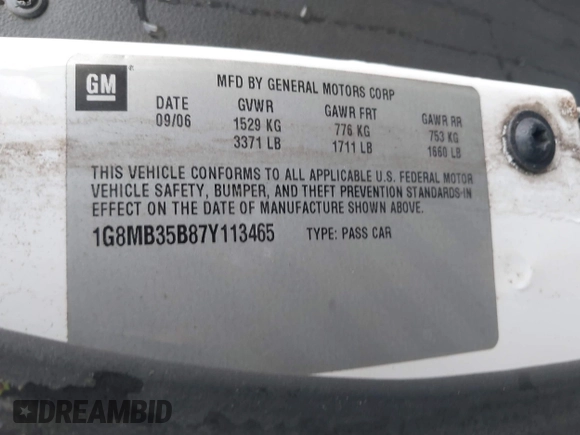 GM
MFD BY GENERAL MOTORS CORP
DATE GVWR GAWR FRT GAWR RR
09/06 1529 KG 776 KG 753 KG
3371 LB 1711 LB 1660 LB
THIS VEHICLE CONFORMS TO ALL APPLICABLE U.S. FEDERAL MOTOR
VEHICLE SAFETY, BUMPER, AND THEFT PREVENTION STANDARDS IN
EFFECT ON THE DATE OF MANUFACTURE SHOWN ABOVE.
1G8MB35B87Y113465 TYPE: PASS CAR
DREAMBID